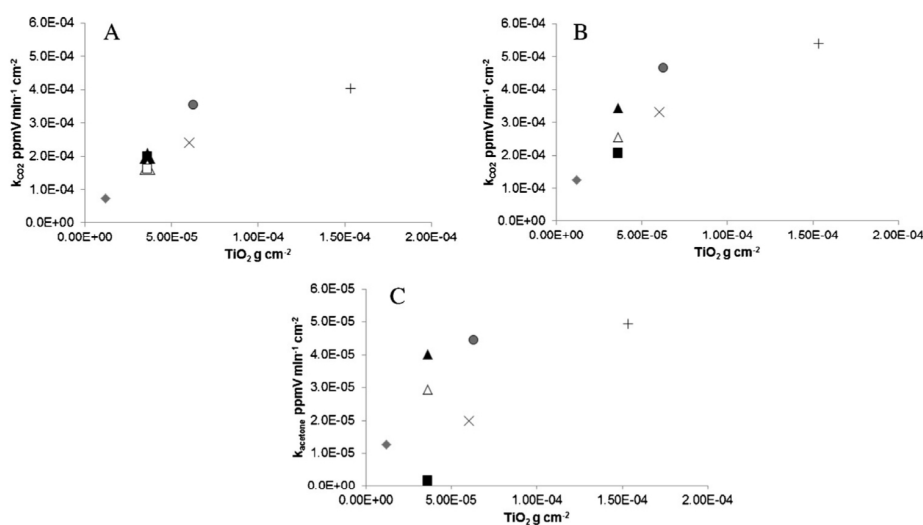 A
6.0E-04
5.0E-04
4.0E-04
3.0E-04
2.0E-04
1.0E-04
0.0E+00
k_CO2 ppmV min⁻¹ cm⁻²
0.00E+00 5.00E-05 1.00E-04 1.50E-04 2.00E-04
TiO₂ g cm⁻²
B
6.0E-04
5.0E-04
4.0E-04
3.0E-04
2.0E-04
1.0E-04
0.0E+00
k_CO2 ppmV min⁻¹ cm⁻²
0.00E+00 5.00E-05 1.00E-04 1.50E-04 2.00E-04
TiO₂ g cm⁻²
C
6.0E-05
5.0E-05
4.0E-05
3.0E-05
2.0E-05
1.0E-05
0.0E+00
k_acetone ppmV min⁻¹ cm⁻²
0.00E+00 5.00E-05 1.00E-04 1.50E-04 2.00E-04
TiO₂ g cm⁻²